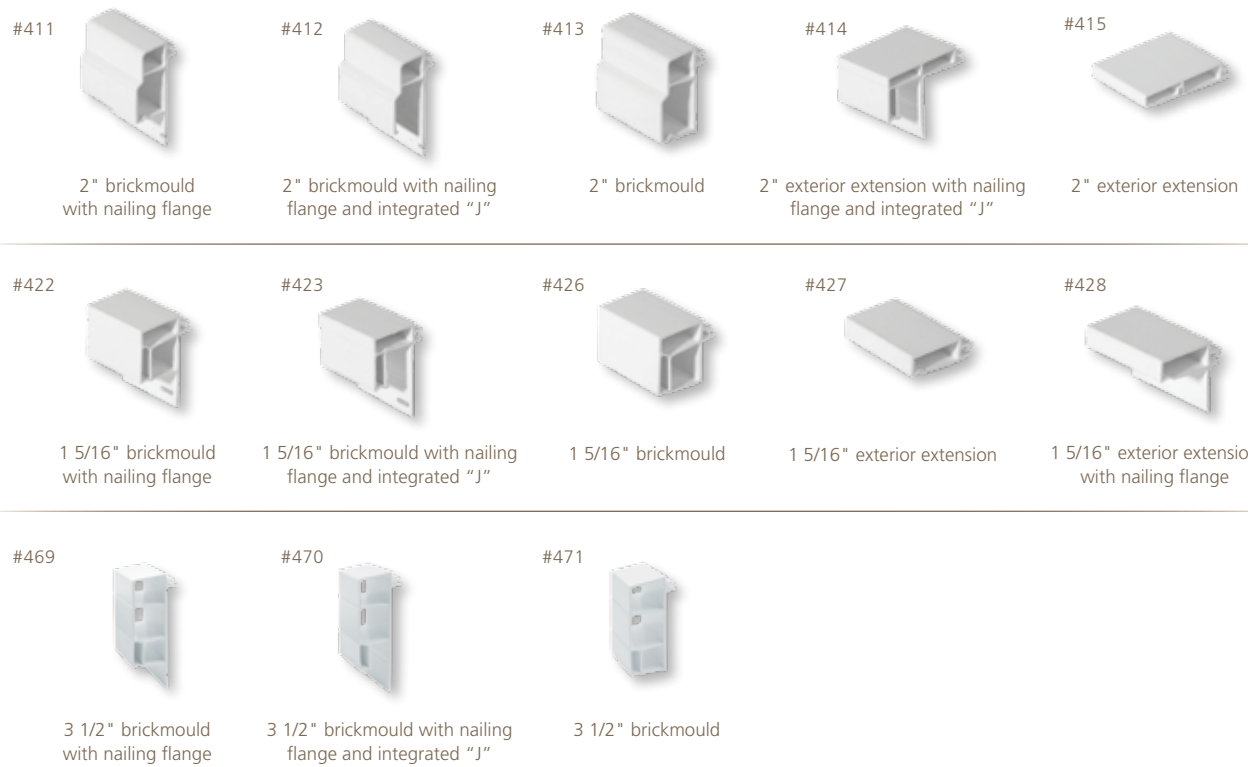 #411
#412
#413
#414
#415
2" brickmould
with nailing flange
2" brickmould with nailing
flange and integrated “J”
2" brickmould
2" exterior extension with nailing
flange and integrated “J”
2" exterior extension
#422
#423
#426
#427
#428
1 5/16" brickmould
with nailing flange
1 5/16" brickmould with nailing
flange and integrated “J”
1 5/16" brickmould
1 5/16" exterior extension
1 5/16" exterior extensio
with nailing flange
#469
#470
#471
3 1/2" brickmould
with nailing flange
3 1/2" brickmould with nailing
flange and integrated “J”
3 1/2" brickmould